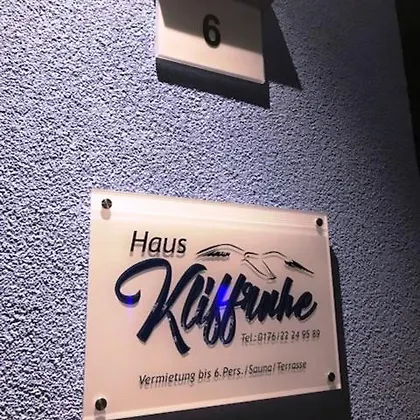 6
Haus
Kliffruhe
Tel.: 0176/22 24 95 89
Vermietung bis 6.Pers./Sauna/Terrasse